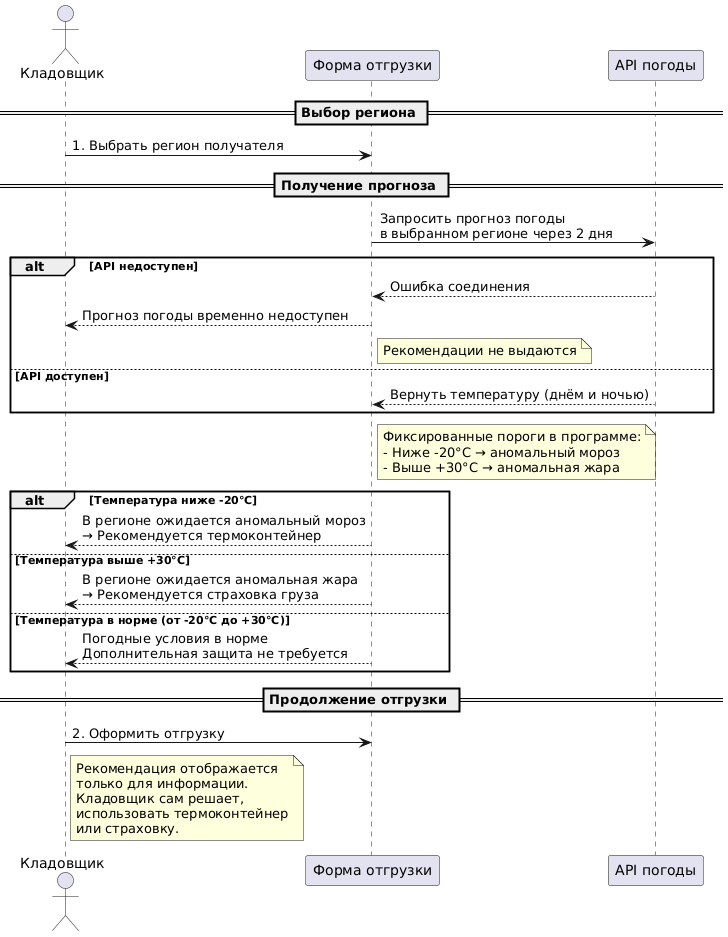 Кладовщик
Форма отгрузки
API погоды
Выбор региона
1. Выбрать регион получателя
Получение прогноза
Запросить прогноз погоды
в выбранном регионе через 2 дня
alt
[API недоступен]
Ошибка соединения
Прогноз погоды временно недоступен
Рекомендации не выдаются
[API доступен]
Вернуть температуру (днём и ночью)
Фиксированные пороги в программе:
- Ниже -20°C → аномальный мороз
- Выше +30°C → аномальная жара
alt
[Температура ниже -20°C]
В регионе ожидается аномальный мороз
→ Рекомендуется термоконтейнер
[Температура выше +30°C]
В регионе ожидается аномальная жара
→ Рекомендуется страховка груза
[Температура в норме (от -20°C до +30°C)]
Погодные условия в норме
Дополнительная защита не требуется
Продолжение отгрузки
2. Оформить отгрузку
Рекомендация отображается
только для информации.
Кладовщик сам решает,
использовать термоконтейнер
или страховку.
Кладовщик
Форма отгрузки
API погоды